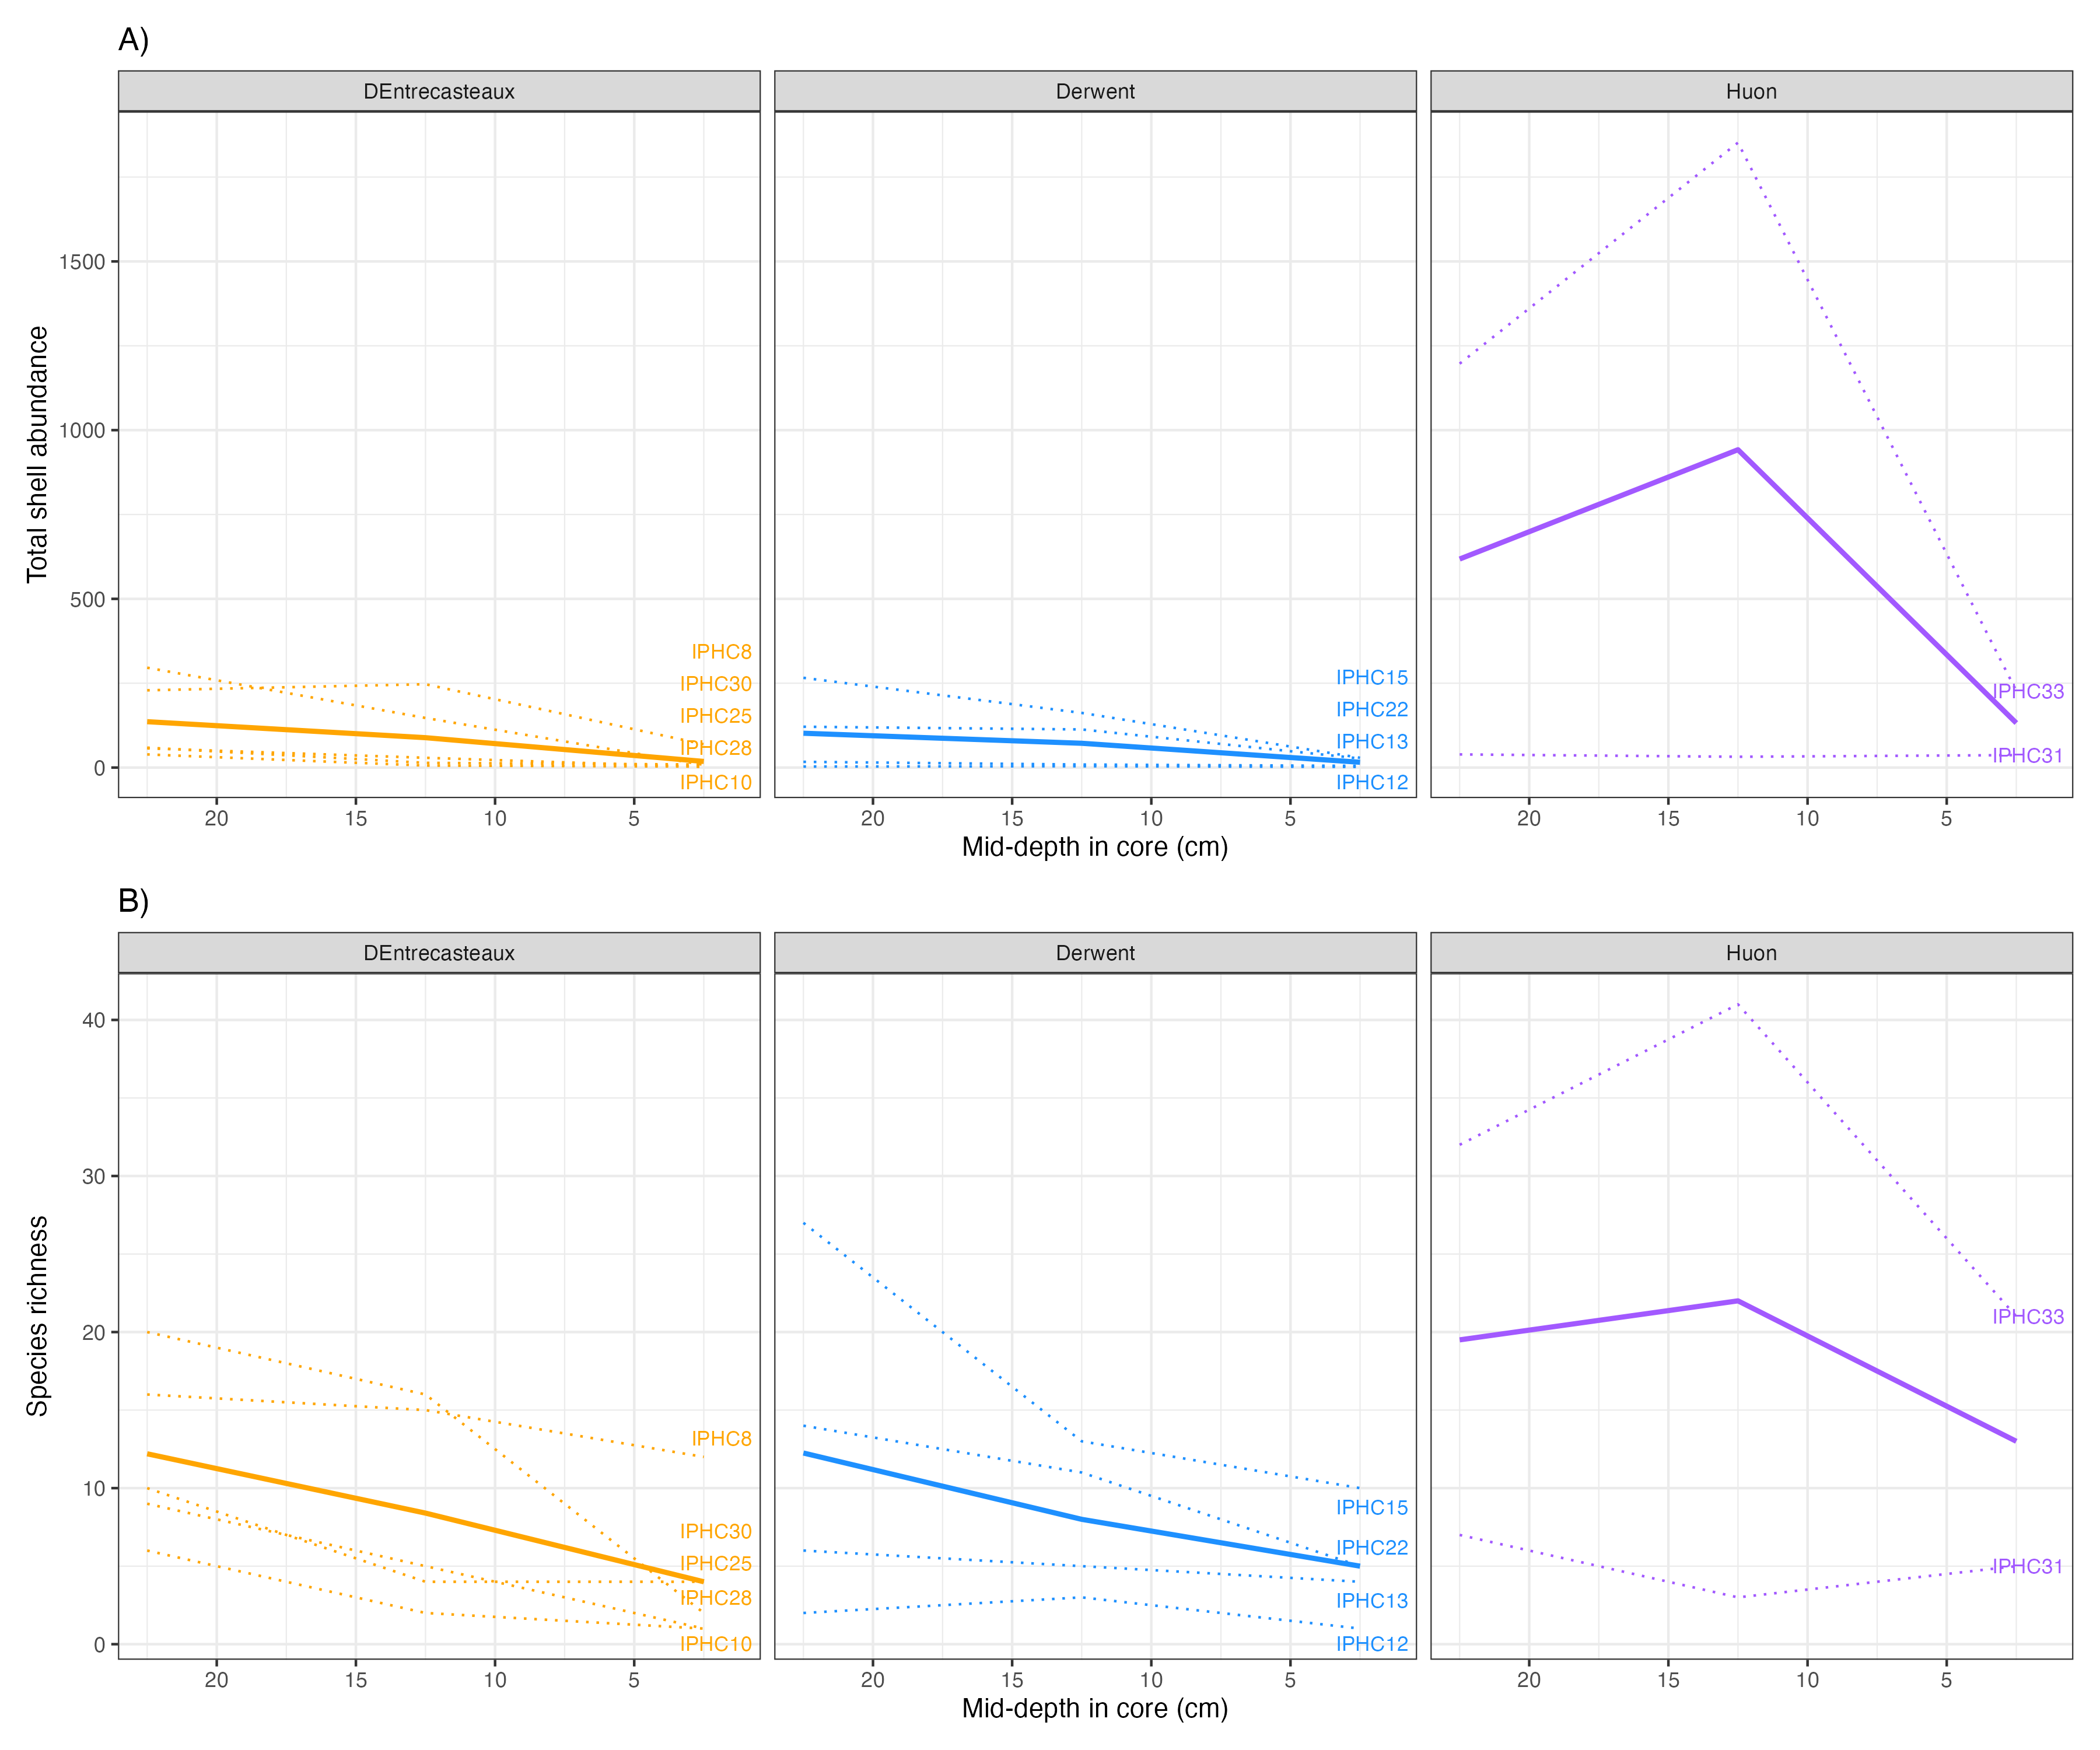 A)
DEntrecasteaux Derwent Huon
Total shell abundance
1500
1000
500
0
IPHC8
IPHC30
IPHC25
IPHC28
IPHC10
IPHC15
IPHC22
IPHC13
IPHC12
IPHC33
IPHC31
20 15 10 5 20 15 10 5 20 15 10 5
Mid-depth in core (cm)
B)
DEntrecasteaux Derwent Huon
Species richness
40
30
20
10
0
IPHC8
IPHC30
IPHC25
IPHC28
IPHC10
IPHC15
IPHC22
IPHC13
IPHC12
IPHC33
IPHC31
20 15 10 5 20 15 10 5 20 15 10 5
Mid-depth in core (cm)